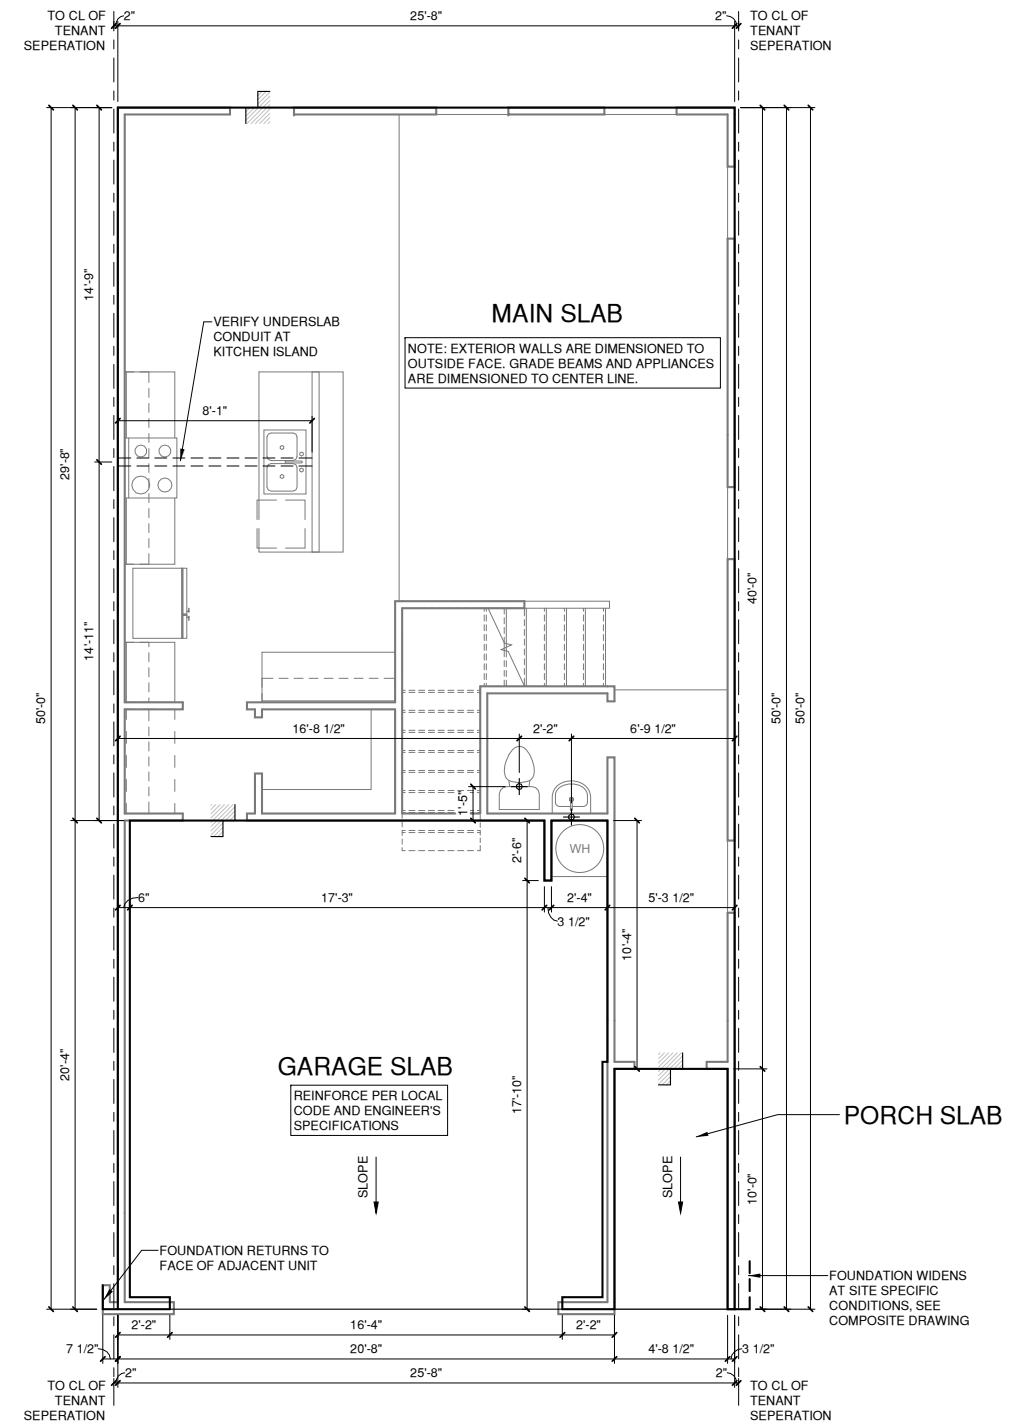 TO CL OF
TENANT
SEPERATION
2"
25'-8"
2"
TO CL OF
TENANT
SEPERATION
14'-9"
MAIN SLAB
NOTE: EXTERIOR WALLS ARE DIMENSIONED TO
OUTSIDE FACE. GRADE BEAMS AND APPLIANCES
ARE DIMENSIONED TO CENTER LINE.
VERIFY UNDERSLAB
CONDUIT AT
KITCHEN ISLAND
8'-1"
29'-8"
40'-0"
14'-11"
50'-0"
50'-0"
50'-0"
16'-8 1/2"
2'-2"
6'-9 1/2"
1'-5"
2'-6"
WH
6"
17'-3"
2'-4"
5'-3 1/2"
3 1/2"
10'-4"
20'-4"
GARAGE SLAB
REINFORCE PER LOCAL
CODE AND ENGINEER'S
SPECIFICATIONS
17'-10"
PORCH SLAB
SLOPE
SLOPE
10'-0"
FOUNDATION RETURNS TO
FACE OF ADJACENT UNIT
FOUNDATION WIDENS
AT SITE SPECIFIC
CONDITIONS, SEE
COMPOSITE DRAWING
2'-2"
16'-4"
2'-2"
7 1/2"
20'-8"
4'-8 1/2"
3 1/2"
2"
25'-8"
2"
TO CL OF
TENANT
SEPERATION
TO CL OF
TENANT
SEPERATION